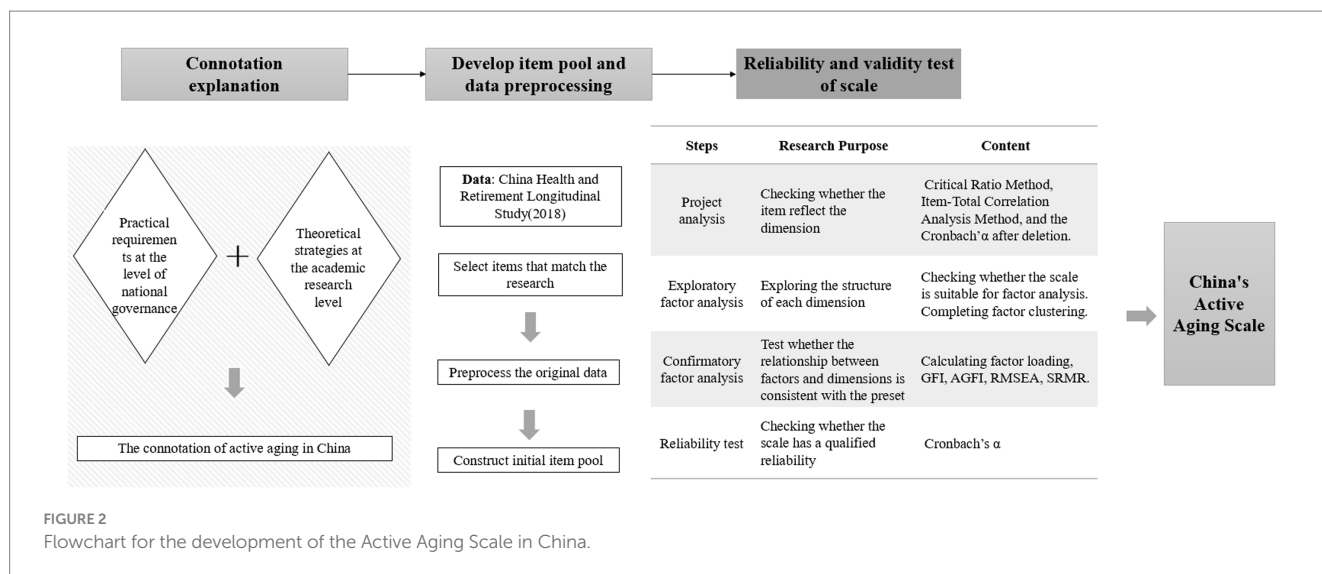 Connotation
explanation
Develop item pool and
data preprocessing
Reliability and validity test
of scale
Practical
requiremen
ts at the
level of
national
governance
+
Theoretical
strategies at
the academic
research
level
The connotation of active aging in China
Data: China Health and
Retirement Longitudinal
Study(2018)
Select items that match the
research
Preprocess the original data
Construct initial item pool
Steps
Research Purpose
Content
Project
analysis
Checking whether the
item reflect the
dimension
Critical Ratio Method,
Item-Total Correlation
Analysis Method, and the
Cronbach’α after deletion.
Exploratory
factor analysis
Exploring the structure
of each dimension
Checking whether the scale
is suitable for factor analysis.
Completing factor clustering.
Confirmatory
factor analysis
Test whether the
relationship between
factors and dimensions is
consistent with the preset
Calculating factor loading,
GFI, AGFI, RMSEA, SRMR.
Reliability test
Checking whether the
scale has a qualified
reliability
Cronbach’s α
China's
Active
Aging Scale
FIGURE 2
Flowchart for the development of the Active Aging Scale in China.